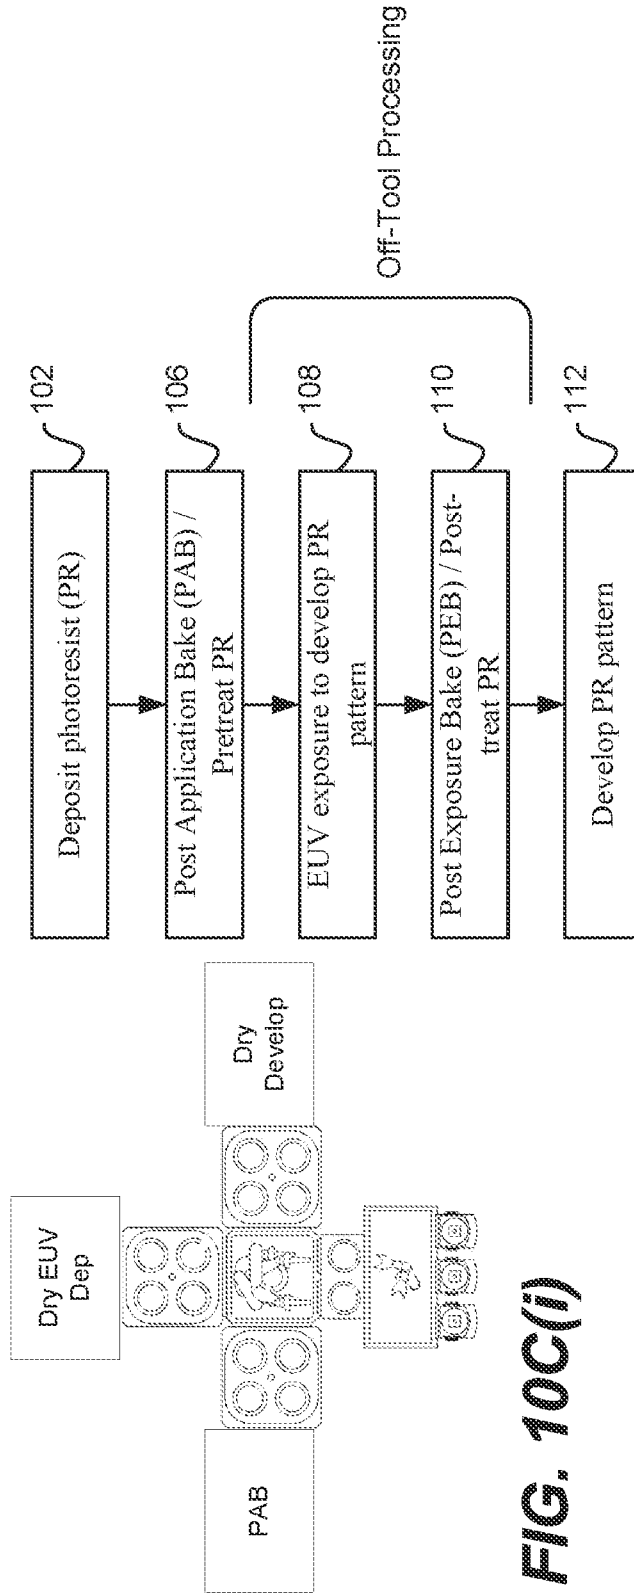 Dry EUV
Dep
PAB
Dry
Develop
FIG. 10C(i)
Deposit photoresist (PR)
102
Post Application Bake (PAB) /
Pretreat PR
106
EUV exposure to develop PR
pattern
108
Post Exposure Bake (PEB) / Post-
treat PR
110
Develop PR pattern
112
Off-Tool Processing